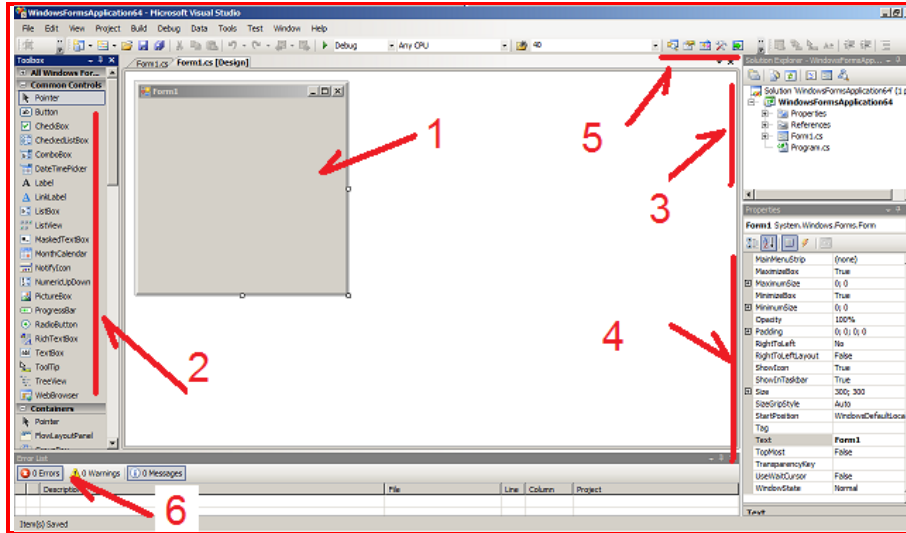 WindowsFormsApplication64 - Microsoft Visual Studio
File Edit View Project Build Debug Data Tools Test Window Help
Debug Any CPU 40
Toolbox
All Windows For...
Common Controls
Pointer
Button
CheckBox
CheckedListBox
ComboBox
DateTimePicker
Label
LinkLabel
ListBox
ListView
MaskedTextBox
MonthCalendar
NotifyIcon
NumericUpDown
PictureBox
ProgressBar
RadioButton
RichTextBox
TextBox
ToolTip
TreeView
WebBrowser
Containers
Pointer
FlowLayoutPanel
Form1.cs Form1.cs [Design]
Form1
1
2
5
3
4
6
Solution Explorer - WindowsFormsApp...
Solution 'WindowsFormsApplication64' (1
WindowsFormsApplication64
Properties
References
Form1.cs
Program.cs
Properties
Form1 System.Windows.Forms.Form
MainMenuStrip (none)
MaximizeBox True
MaximumSize 0; 0
MinimizeBox True
MinimumSize 0; 0
Opacity 100%
Padding 0; 0; 0; 0
RightToLeft No
RightToLeftLayout False
ShowIcon True
ShowInTaskbar True
Size 300; 300
SizeGripStyle Auto
StartPosition WindowsDefaultLoca
Tag
Text Form1
TopMost False
TransparencyKey
UseWaitCursor False
WindowState Normal
Text
Error List
0 Errors 0 Warnings 0 Messages
Description File Line Column Project
Item(s) Saved